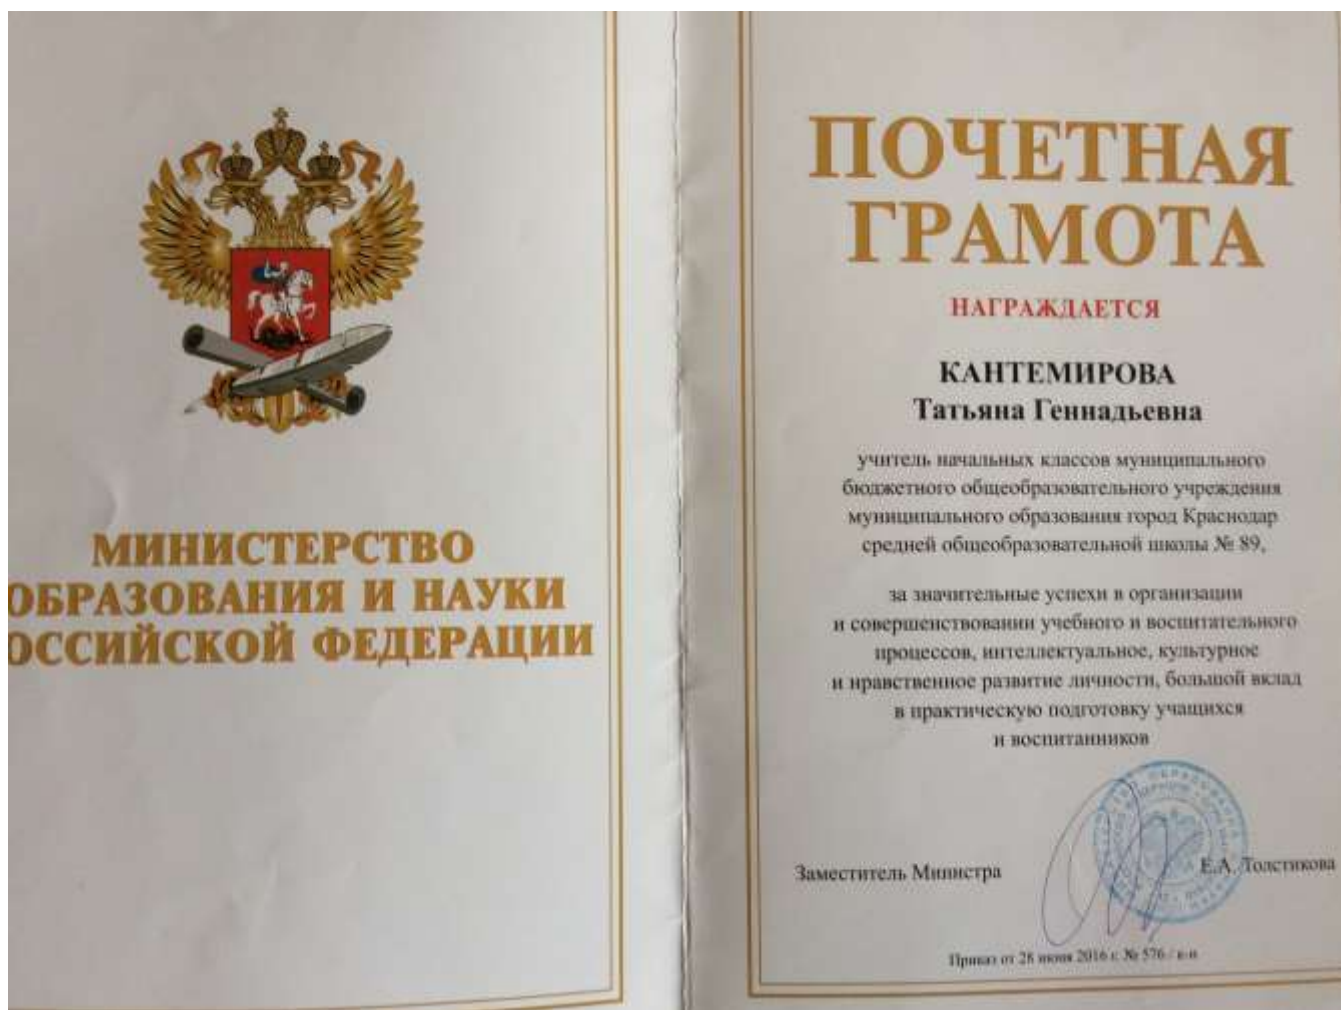 МИНИСТЕРСТВО
ОБРАЗОВАНИЯ И НАУКИ
РОССИЙСКОЙ ФЕДЕРАЦИИ
ПОЧЕТНАЯ
ГРАМОТА
НАГРАЖДАЕТСЯ
КАНТЕМИРОВА
Татьяна Геннадьевна
учитель начальных классов муниципального
бюджетного общеобразовательного учреждения
муниципального образования город Краснодар
средней общеобразовательной школы № 89,
за значительные успехи в организации
и совершенствовании учебного и воспитательного
процессов, интеллектуальное, культурное
и нравственное развитие личности, большой вклад
в практическую подготовку учащихся
и воспитанников
Заместитель Министра
Е.А. Толстикова
Приказ от 28 июня 2016 г. № 576 / к-н